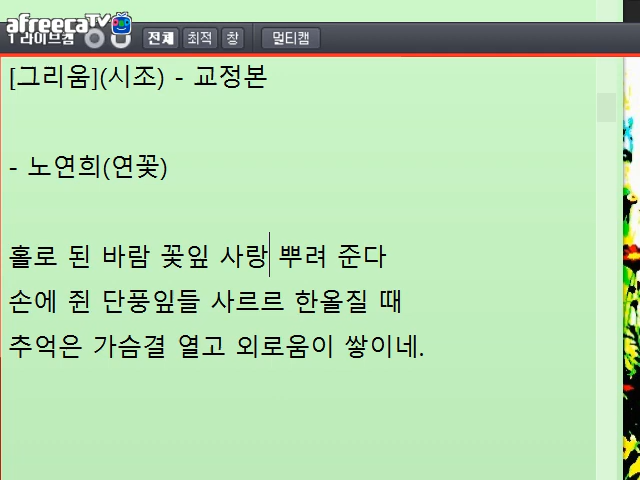 afreecaTV
1 라이브캠 전체 최적 창 멀티캠
[그리움](시조) - 교정본
- 노연희(연꽃)
홀로 된 바람 꽃잎 사랑 뿌려 준다
손에 쥔 단풍잎들 사르르 한올질 때
추억은 가슴결 열고 외로움이 쌓이네.